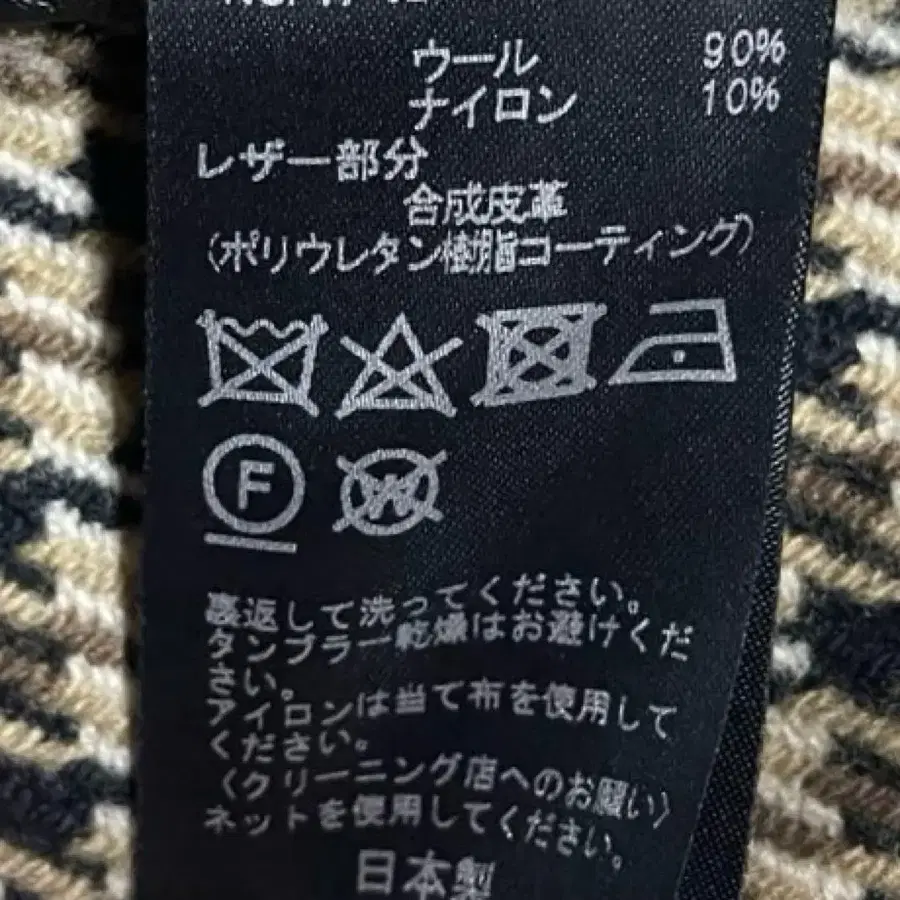 ウール 90%
ナイロン 10%
レザー部分
合成皮革
(ポリウレタン樹脂コーティング)
F
W
裏返して洗ってください。
タンブラー乾燥はお避けくだ
さい。
アイロンは当て布を使用して
ください。
〈クリーニング店へのお願い〉
ネットを使用してください。
日本製